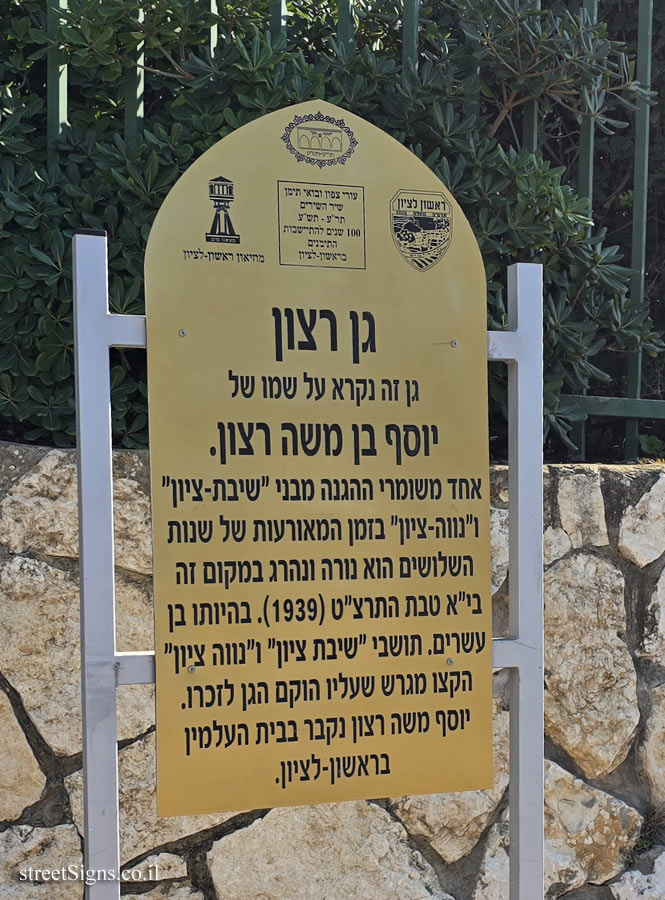 עורי צפון ובואי תימן
שיר השירים
תר"ע - תש"ע
100 שנים להתיישבות
התימנים
בראשון-לציון
ראשון לציון
מוזיאון ראשון-לציון
גן רצון
גן זה נקרא על שמו של
יוסף בן משה רצון.
אחד משומרי ההגנה מבני "שיבת-ציון"
ו"נווה-ציון" בזמן המאורעות של שנות
השלושים הוא נורה ונהרג במקום זה
בי"א טבת התרצ"ט (1939). בהיותו בן
עשרים. תושבי "שיבת ציון" ו"נווה ציון"
הקצו מגרש שעליו הוקם הגן לזכרו.
יוסף משה רצון נקבר בבית העלמין
בראשון-לציון.
streetSigns.co.il